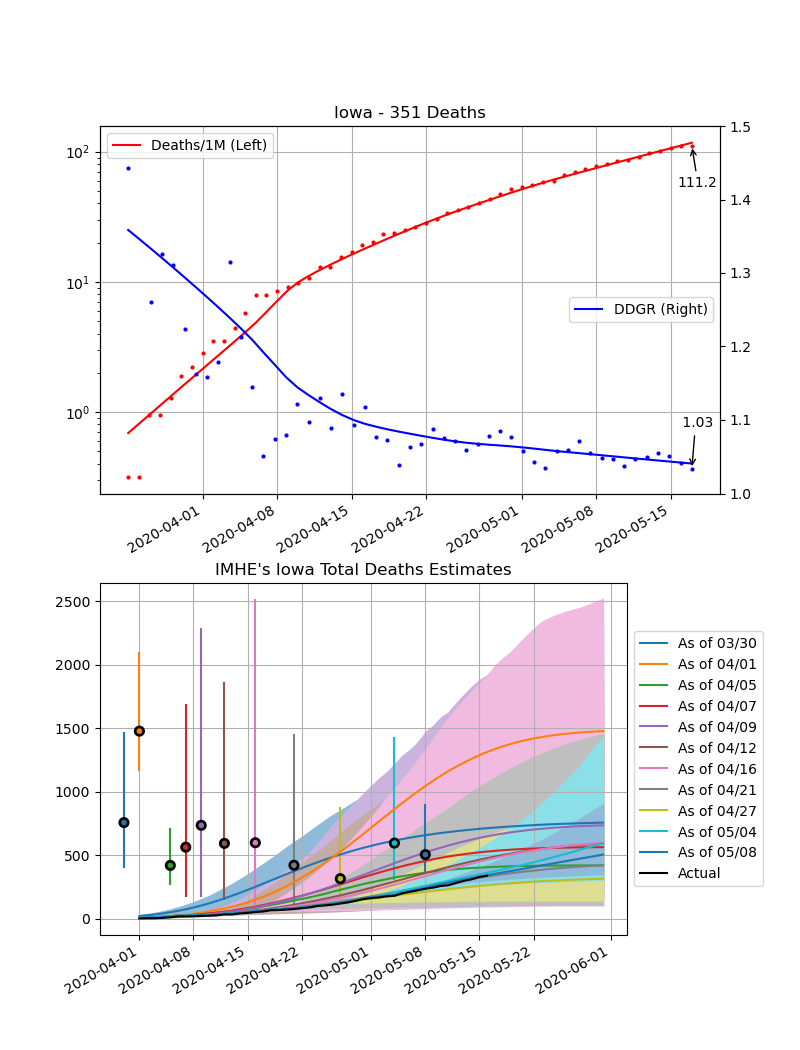 Iowa - 351 Deaths
Deaths/1M (Left)
DDGR (Right)
10²
10¹
10⁰
1.5
1.4
1.3
1.2
1.1
1.0
111.2
1.03
2020-04-01
2020-04-08
2020-04-15
2020-04-22
2020-05-01
2020-05-08
2020-05-15
IMHE's Iowa Total Deaths Estimates
2500
2000
1500
1000
500
0
2020-04-01
2020-04-08
2020-04-15
2020-04-22
2020-05-01
2020-05-08
2020-05-15
2020-05-22
2020-06-01
As of 03/30
As of 04/01
As of 04/05
As of 04/07
As of 04/09
As of 04/12
As of 04/16
As of 04/21
As of 04/27
As of 05/04
As of 05/08
Actual